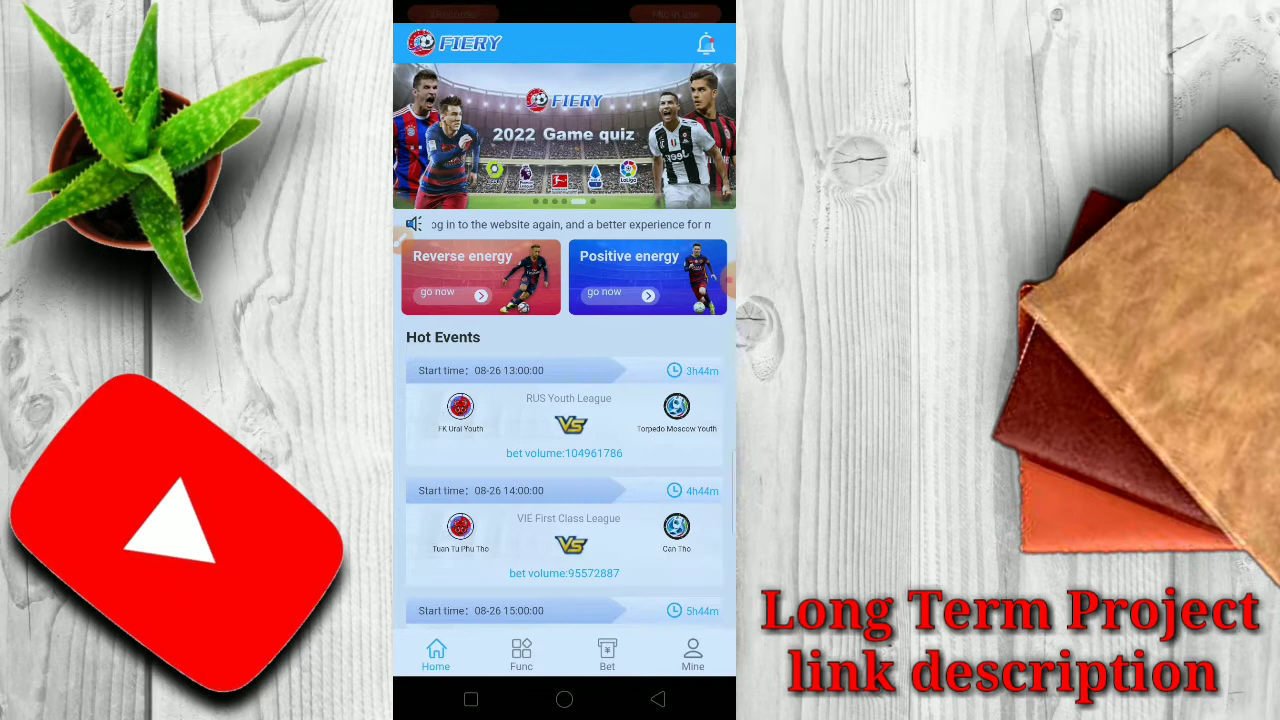 FIERY
FIERY
2022 Game quiz
og in to the website again, and a better experience for m
Reverse energy
go now
Positive energy
go now
Hot Events
Start time: 08-26 13:00:00
3h44m
RUS Youth League
FK Ural Youth
VS
Torpedo Moscow Youth
bet volume:104961786
Start time: 08-26 14:00:00
4h44m
VIE First Class League
Tuan Tu Phu Tho
VS
Can Tho
bet volume:95572887
Start time: 08-26 15:00:00
5h44m
Home
Func
Bet
Mine
Long Term Project
link description